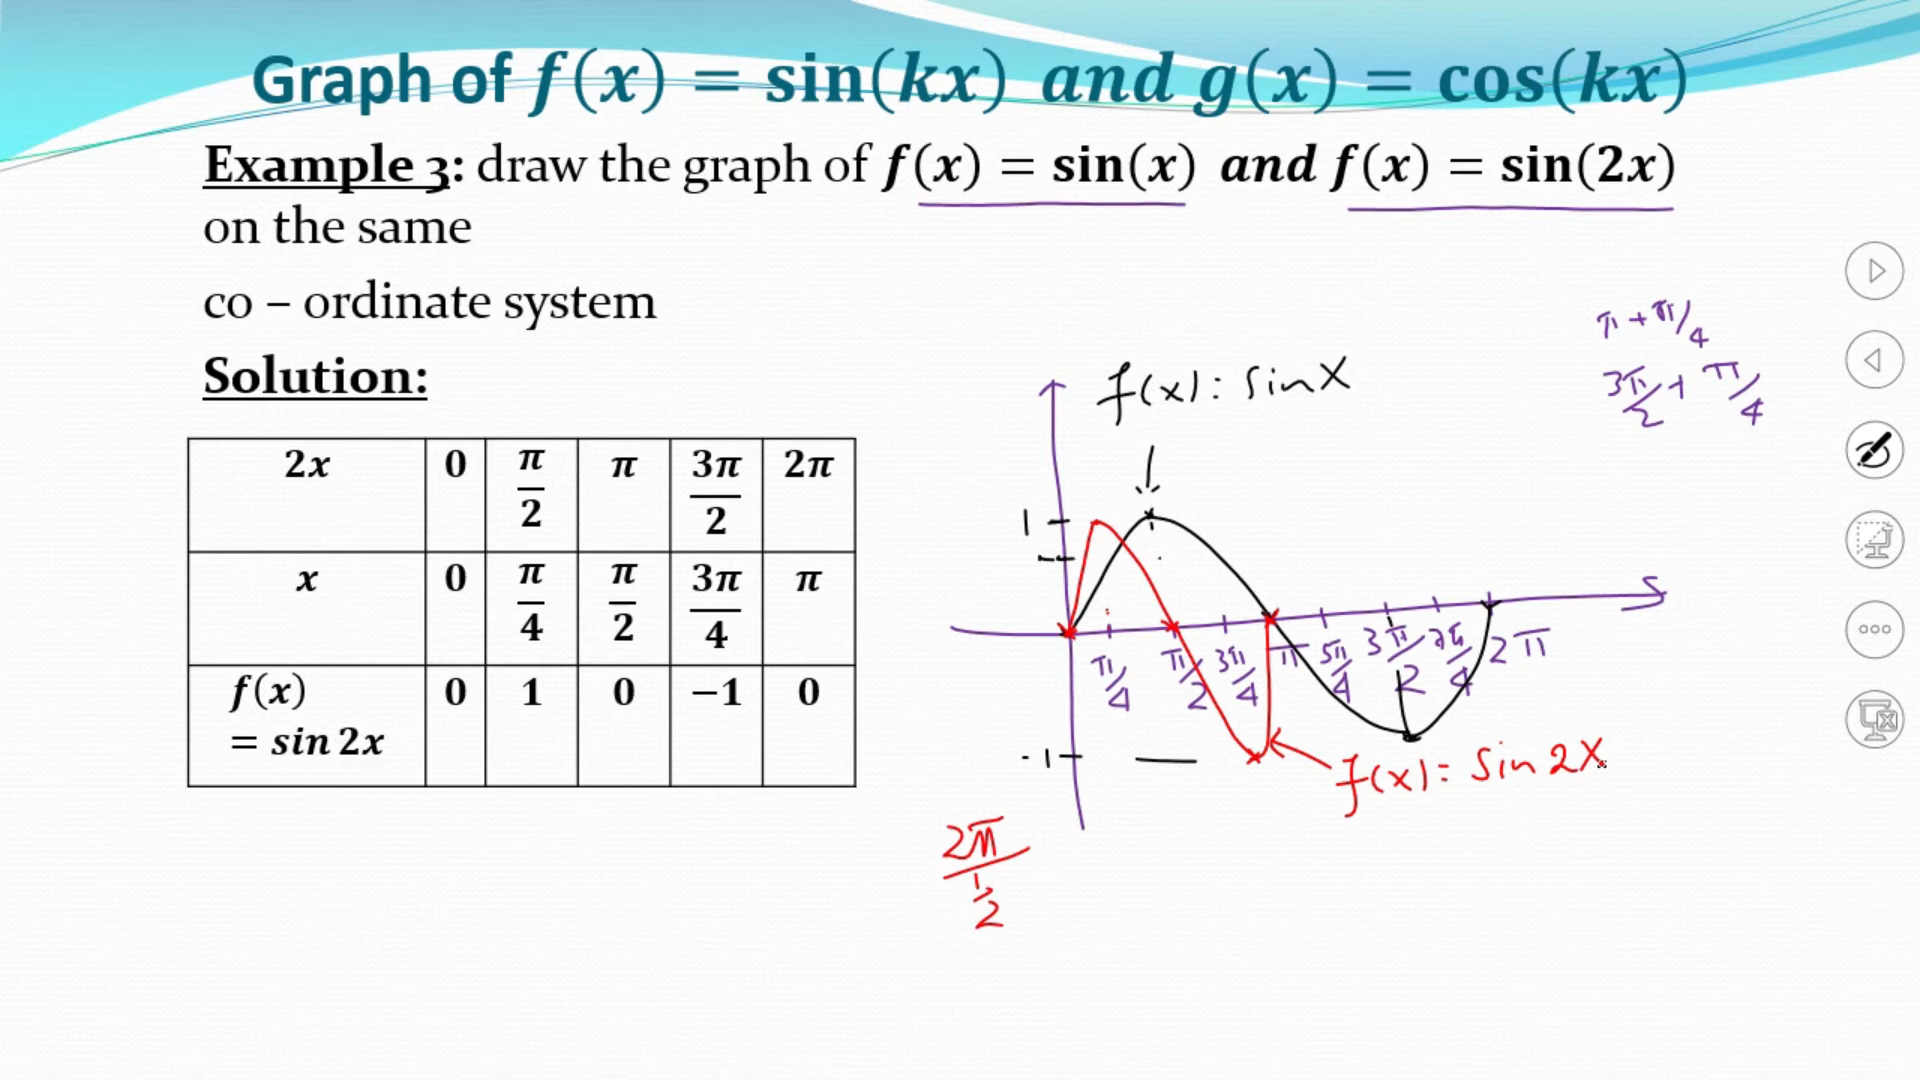 Graph of f(x) = sin(kx) and g(x) = cos(kx)
Example 3: draw the graph of f(x) = sin(x) and f(x) = sin(2x)
on the same
co – ordinate system
Solution:
2x 0 π/2 π 3π/2 2π
x 0 π/4 π/2 3π/4 π
f(x) = sin 2x 0 1 0 −1 0
π + π/4
3π/2 + π/4
f(x): sin x
1
π/4 π/2 3π/4 π 5π/4 3π/2 7π/4 2π
-1
f(x): sin 2x
2π
1
2